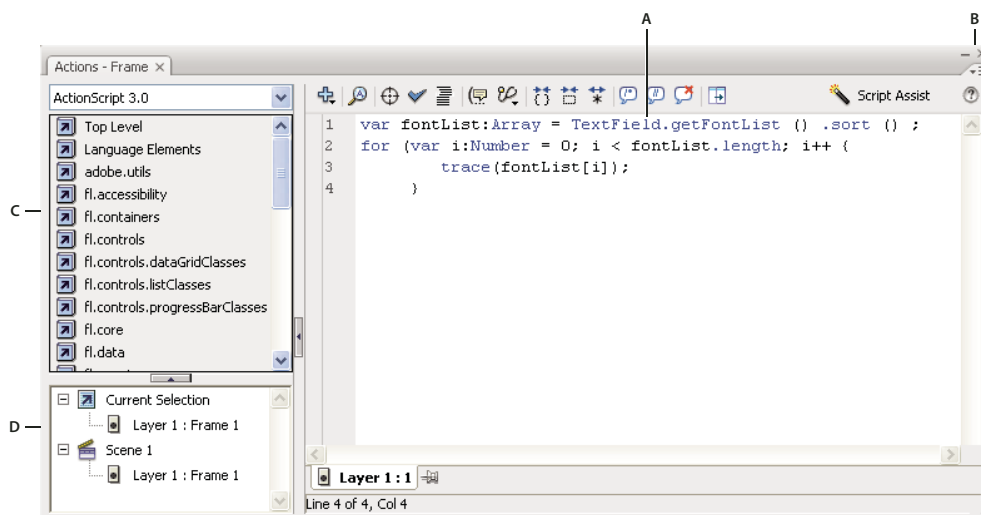 A
B
Actions - Frame
ActionScript 3.0
Script Assist
Top Level
Language Elements
adobe.utils
fl.accessibility
fl.containers
fl.controls
fl.controls.dataGridClasses
fl.controls.listClasses
fl.controls.progressBarClasses
fl.core
fl.data
C
1 var fontList:Array = TextField.getFontList () .sort () ;
2 for (var i:Number = 0; i < fontList.length; i++ {
3 trace(fontList[i]);
4 }
D
Current Selection
Layer 1 : Frame 1
Scene 1
Layer 1 : Frame 1
Layer 1 : 1
Line 4 of 4, Col 4